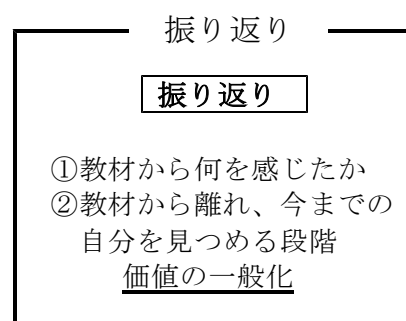 振り返り
振り返り
①教材から何を感じたか
②教材から離れ、今までの
自分を見つめる段階
価値の一般化